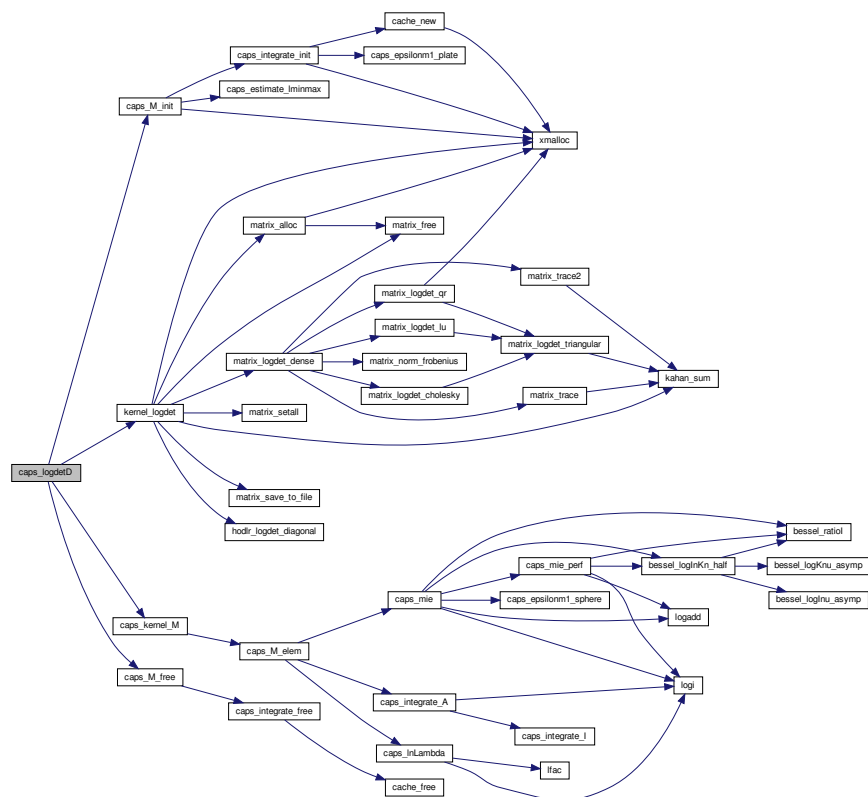 cache_new
caps_integrate_init
caps_epsilonm1_plate
caps_estimate_lminmax
caps_M_init
xmalloc
matrix_alloc
matrix_free
matrix_trace2
matrix_logdet_qr
matrix_logdet_lu
matrix_logdet_triangular
matrix_logdet_dense
matrix_norm_frobenius
kahan_sum
matrix_logdet_cholesky
matrix_trace
kernel_logdet
matrix_setall
caps_logdetD
matrix_save_to_file
hodlr_logdet_diagonal
bessel_ratioI
caps_mie_perf
bessel_logInKn_half
bessel_logKnu_asymp
caps_mie
caps_epsilonm1_sphere
bessel_logInu_asymp
logadd
caps_kernel_M
caps_M_elem
caps_M_free
logi
caps_integrate_A
caps_integrate_free
caps_integrate_I
caps_lnLambda
lfac
cache_free